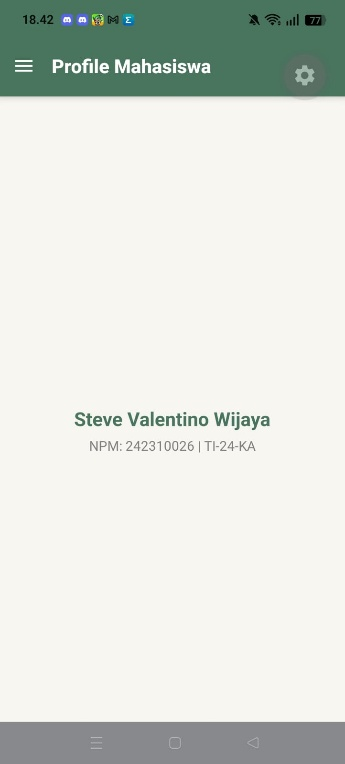 18.42
77
Profile Mahasiswa
Steve Valentino Wijaya
NPM: 242310026 | TI-24-KA